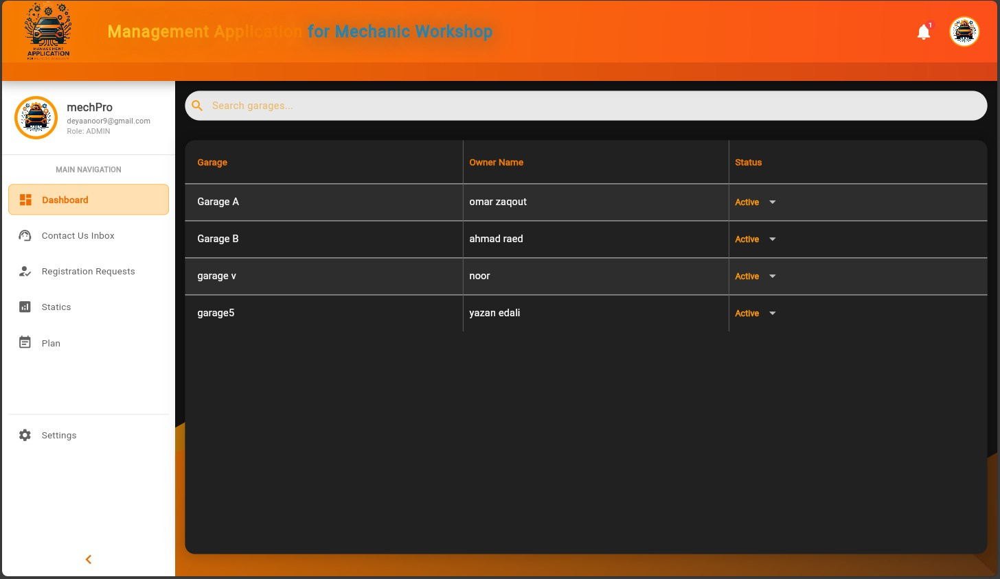 MANAGEMENT
APPLICATION
Management Application for Mechanic Workshop
1
mechPro
deyaanoor9@gmail.com
Role: ADMIN
MAIN NAVIGATION
Dashboard
Contact Us Inbox
Registration Requests
Statics
Plan
Settings
Search garages...
Garage Owner Name Status
Garage A omar zaqout Active
Garage B ahmad raed Active
garage v noor Active
garage5 yazan edali Active